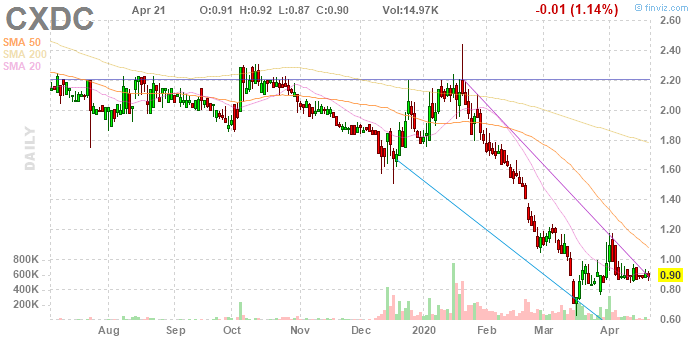 CXDC Apr 21 O:0.91 H:0.92 L:0.87 C:0.90 Vol:14.97K -0.01 (1.14%)
© finviz.com
SMA 50
SMA 200
SMA 20
DAILY
2.60
2.40
2.20
2.00
1.80
1.60
1.40
1.20
1.00
0.90
0.80
0.60
800K
600K
400K
200K
Aug Sep Oct Nov Dec 2020 Feb Mar Apr